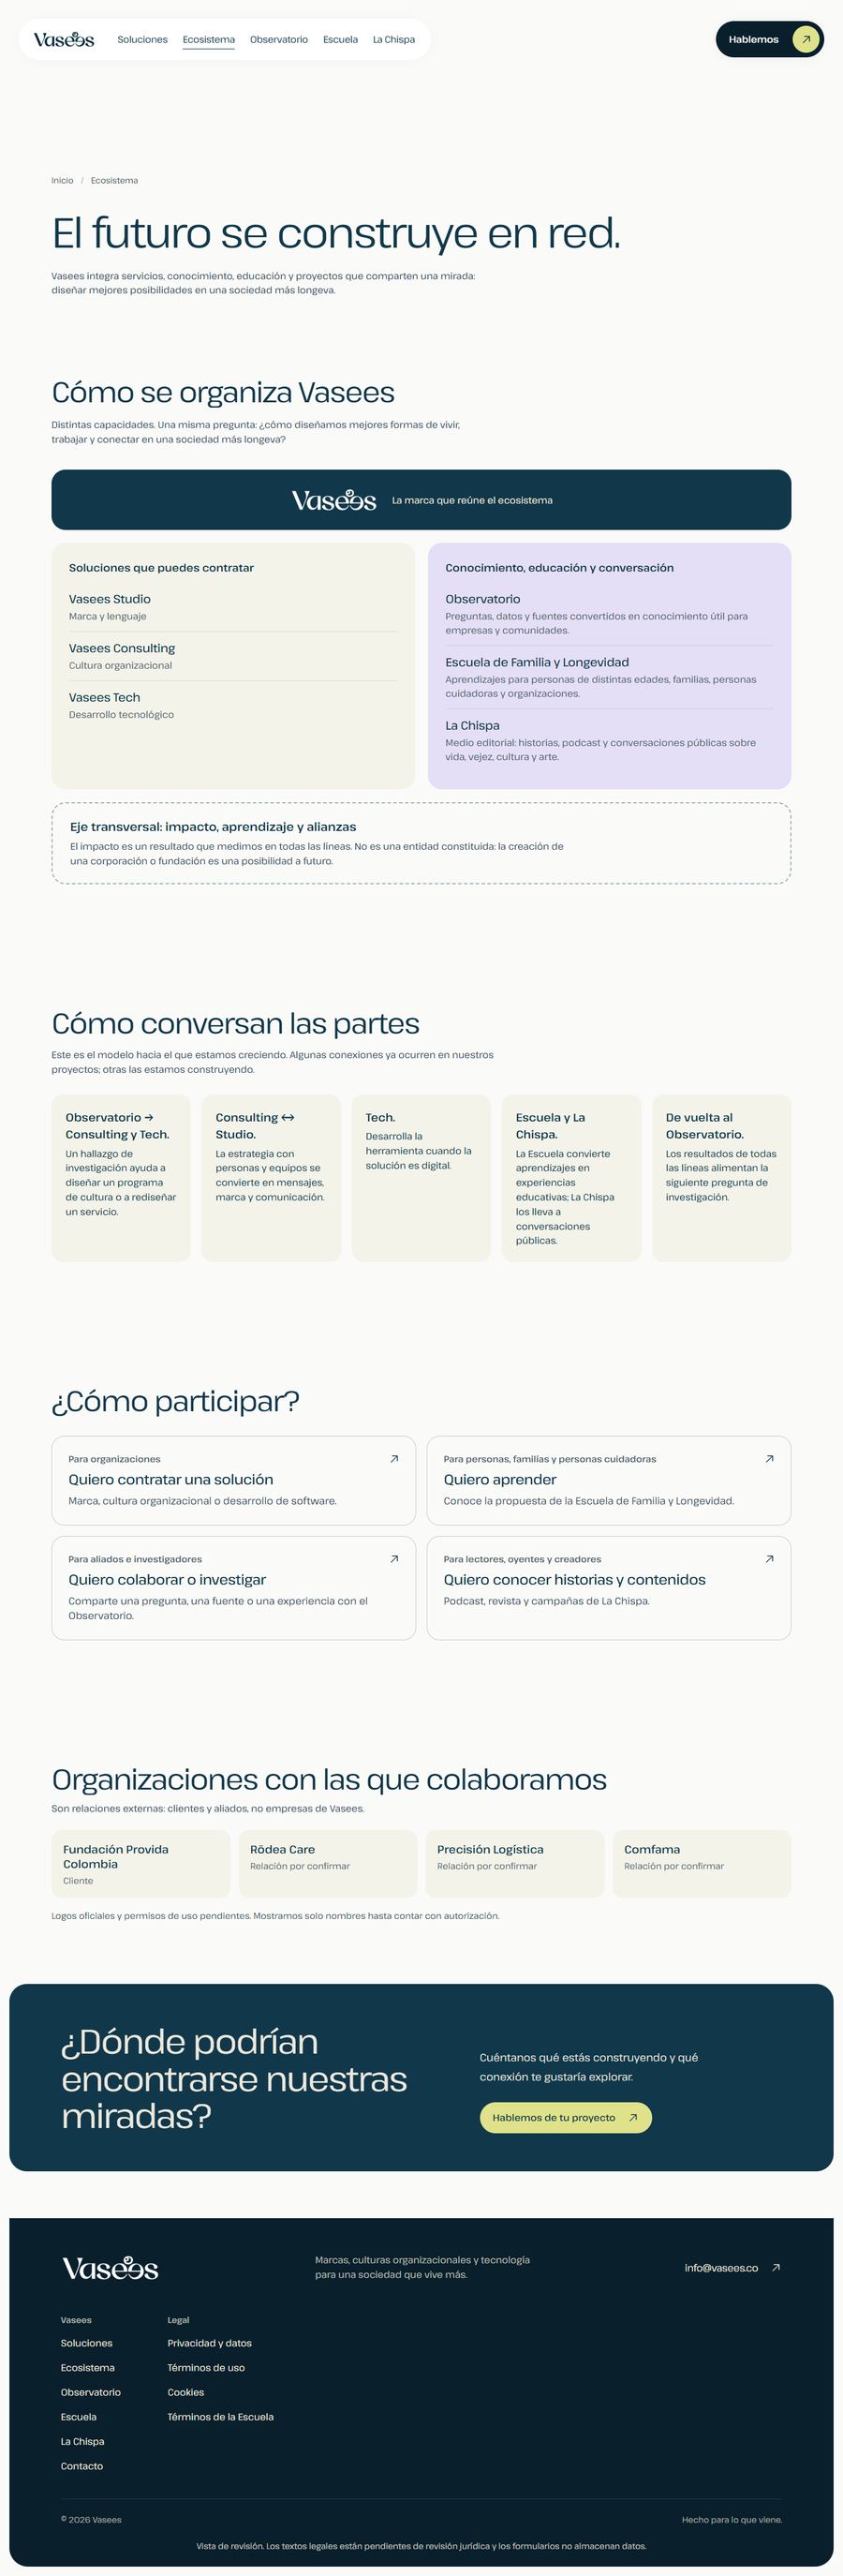 Vasees
Soluciones
Ecosistema
Observatorio
Escuela
La Chispa
Hablemos
Inicio / Ecosistema
El futuro se construye en red.
Vasees integra servicios, conocimiento, educación y proyectos que comparten una mirada:
diseñar mejores posibilidades en una sociedad más longeva.
Cómo se organiza Vasees
Distintas capacidades. Una misma pregunta: ¿cómo diseñamos mejores formas de vivir,
trabajar y conectar en una sociedad más longeva?
Vasees La marca que reúne el ecosistema
Soluciones que puedes contratar
Vasees Studio
Marca y lenguaje
Vasees Consulting
Cultura organizacional
Vasees Tech
Desarrollo tecnológico
Conocimiento, educación y conversación
Observatorio
Preguntas, datos y fuentes convertidos en conocimiento útil para
empresas y comunidades.
Escuela de Familia y Longevidad
Aprendizajes para personas de distintas edades, familias, personas
cuidadoras y organizaciones.
La Chispa
Medio editorial: historias, podcast y conversaciones públicas sobre
vida, vejez, cultura y arte.
Eje transversal: impacto, aprendizaje y alianzas
El impacto es un resultado que medimos en todas las líneas. No es una entidad constituida: la creación de
una corporación o fundación es una posibilidad a futuro.
Cómo conversan las partes
Este es el modelo hacia el que estamos creciendo. Algunas conexiones ya ocurren en nuestros
proyectos; otras las estamos construyendo.
Observatorio →
Consulting y Tech.
Un hallazgo de
investigación ayuda a
diseñar un programa
de cultura o a rediseñar
un servicio.
Consulting ↔
Studio.
La estrategia con
personas y equipos se
convierte en mensajes,
marca y comunicación.
Tech.
Desarrolla la
herramienta cuando la
solución es digital.
Escuela y La
Chispa.
La Escuela convierte
aprendizajes en
experiencias
educativas; La Chispa
los lleva a
conversaciones
públicas.
De vuelta al
Observatorio.
Los resultados de todas
las líneas alimentan la
siguiente pregunta de
investigación.
¿Cómo participar?
Para organizaciones
Quiero contratar una solución
Marca, cultura organizacional o desarrollo de software.
Para personas, familias y personas cuidadoras
Quiero aprender
Conoce la propuesta de la Escuela de Familia y Longevidad.
Para aliados e investigadores
Quiero colaborar o investigar
Comparte una pregunta, una fuente o una experiencia con el
Observatorio.
Para lectores, oyentes y creadores
Quiero conocer historias y contenidos
Podcast, revista y campañas de La Chispa.
Organizaciones con las que colaboramos
Son relaciones externas: clientes y aliados, no empresas de Vasees.
Fundación Provida
Colombia
Cliente
Rödea Care
Relación por confirmar
Precisión Logística
Relación por confirmar
Comfama
Relación por confirmar
Logos oficiales y permisos de uso pendientes. Mostramos solo nombres hasta contar con autorización.
¿Dónde podrían
encontrarse nuestras
miradas?
Cuéntanos qué estás construyendo y qué
conexión te gustaría explorar.
Hablemos de tu proyecto
Vasees
Marcas, culturas organizacionales y tecnología
para una sociedad que vive más.
info@vasees.co
Vasees
Soluciones
Ecosistema
Observatorio
Escuela
La Chispa
Contacto
Legal
Privacidad y datos
Términos de uso
Cookies
Términos de la Escuela
© 2026 Vasees
Hecho para lo que viene.
Vista de revisión. Los textos legales están pendientes de revisión jurídica y los formularios no almacenan datos.